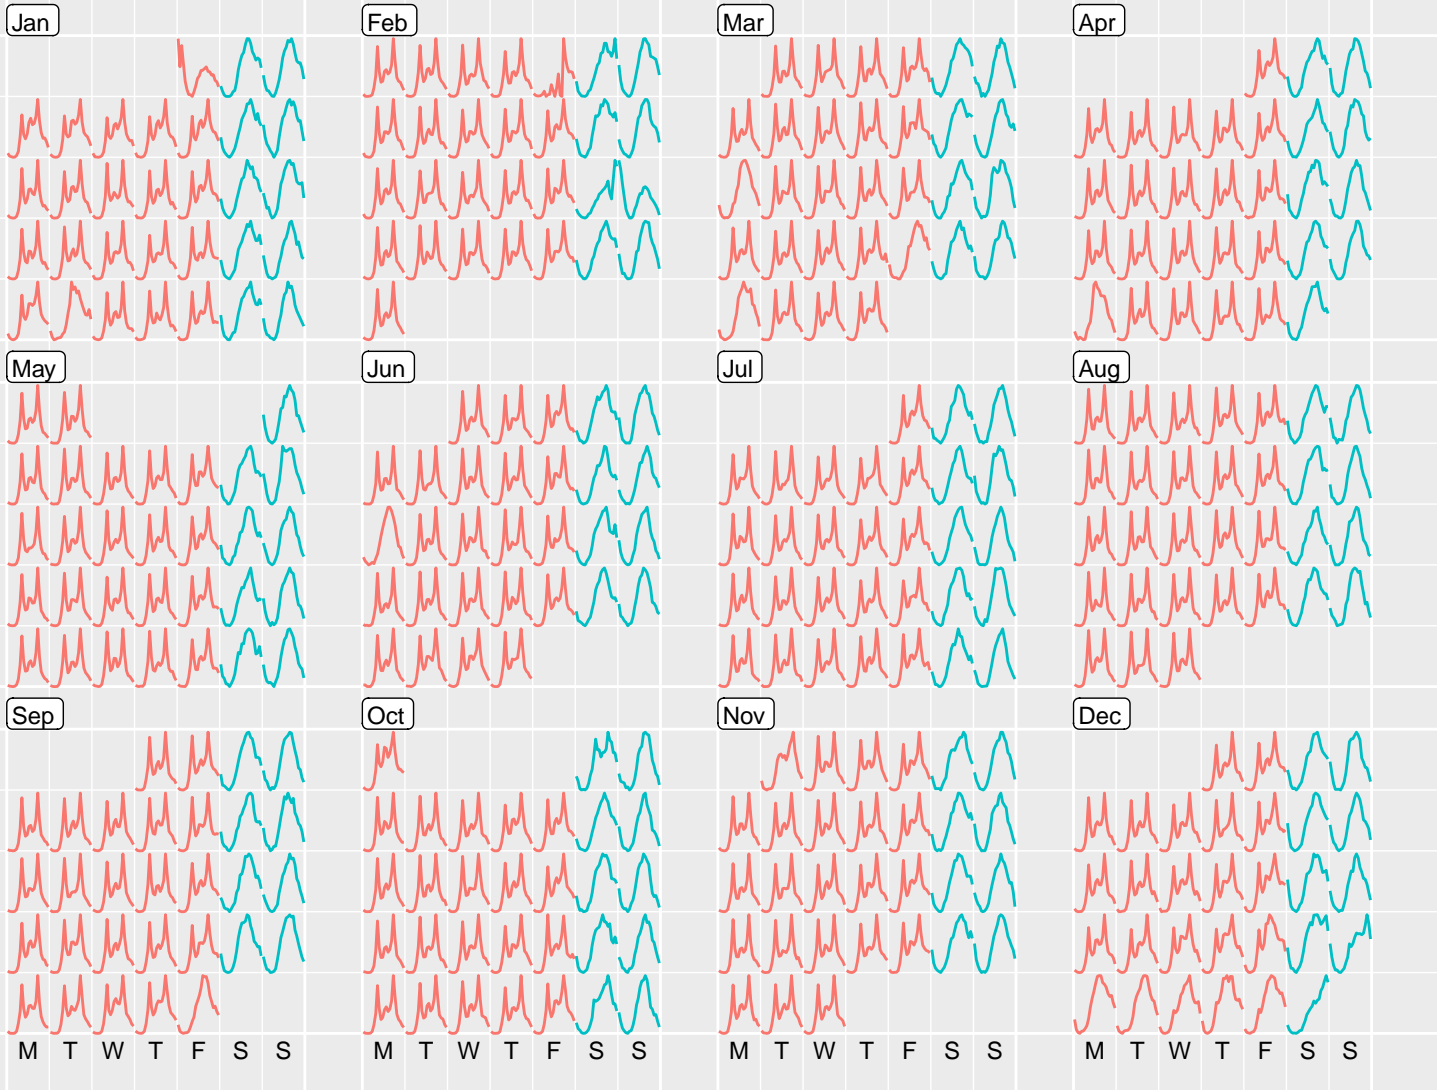 Jan Feb Mar Apr
May Jun Jul Aug
Sep Oct Nov Dec
M T W T F S S M T W T F S S M T W T F S S M T W T F S S